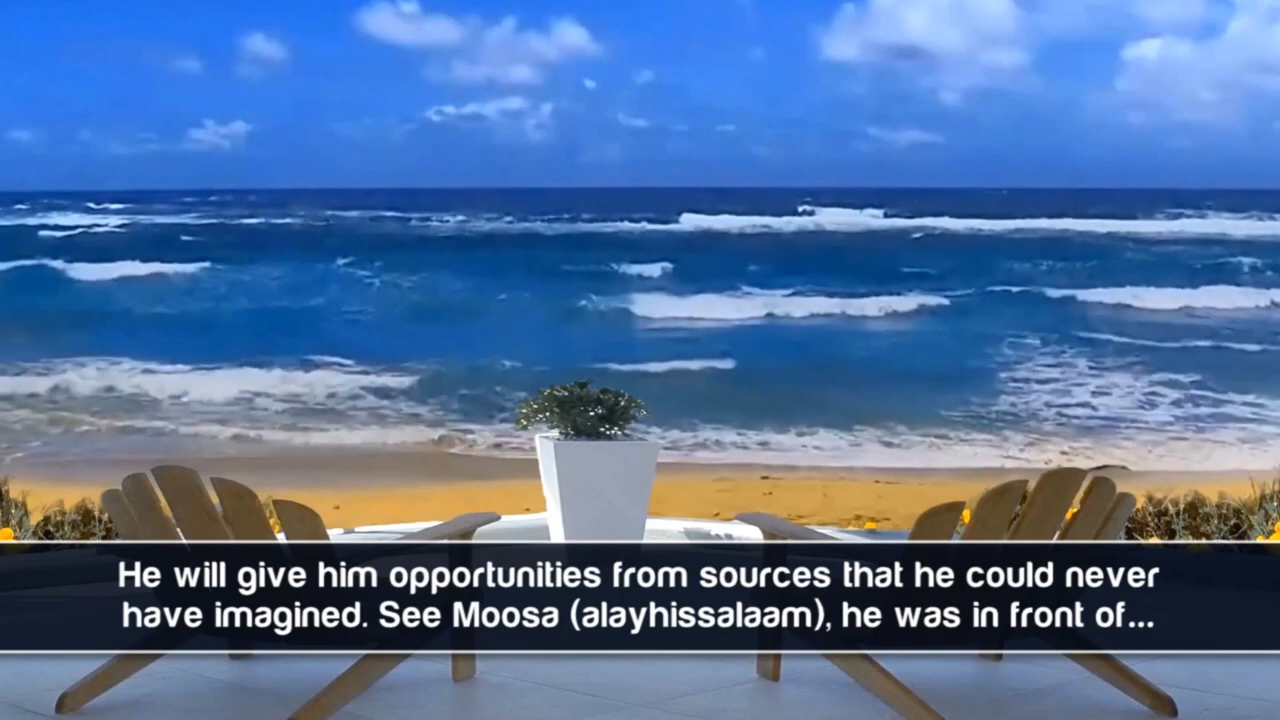 He will give him opportunities from sources that he could never
have imagined. See Moosa (alayhissalaam), he was in front of...